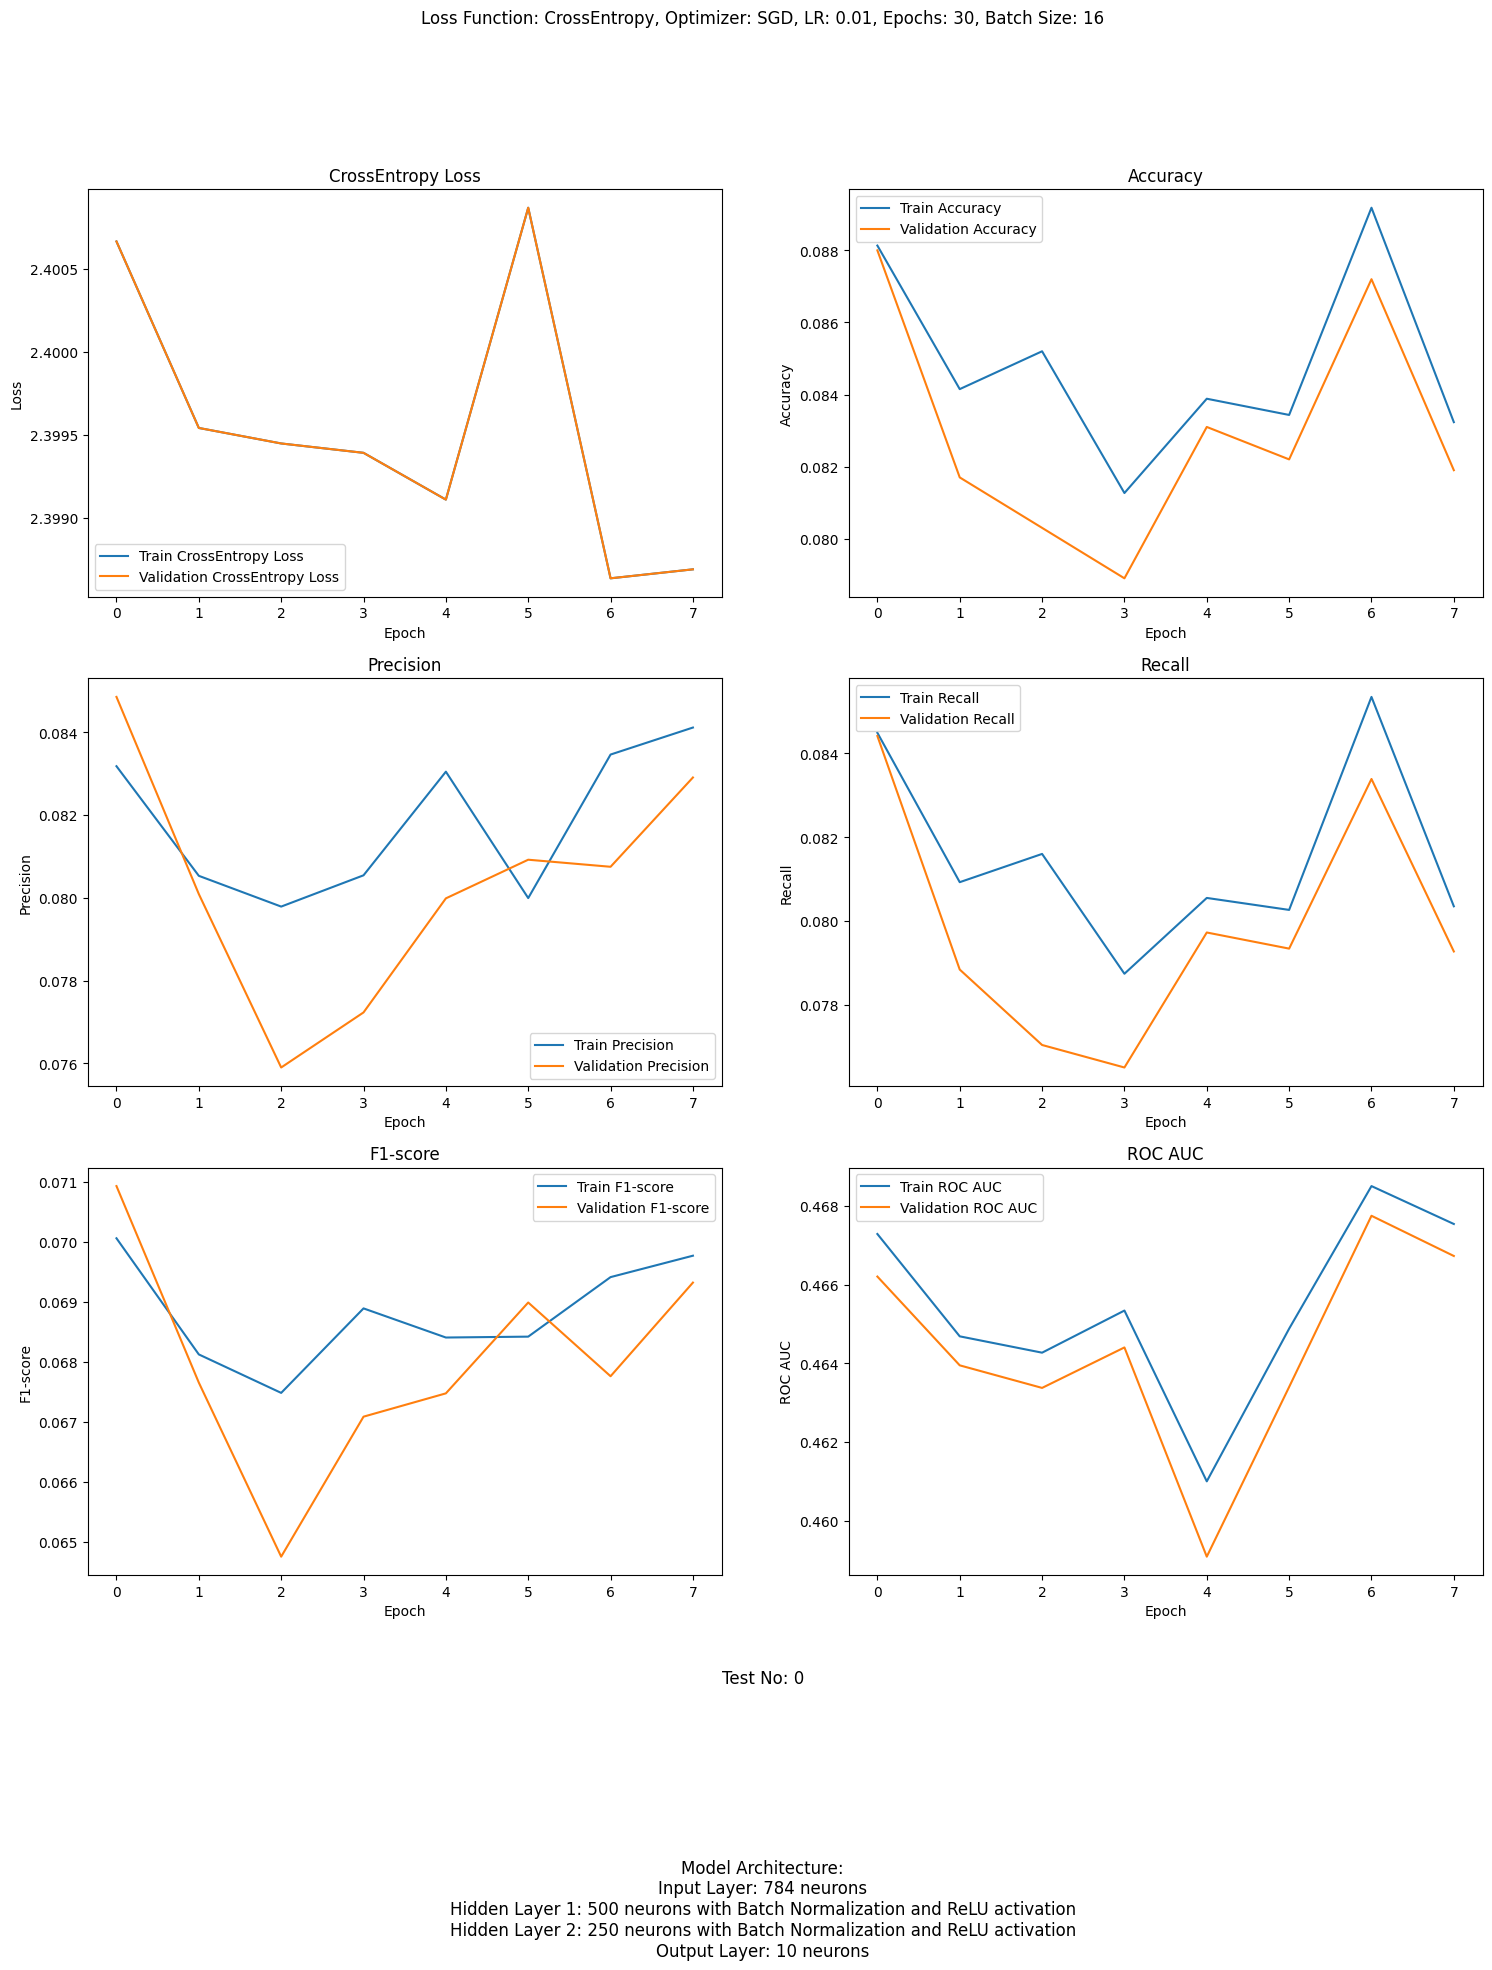 Loss Function: CrossEntropy, Optimizer: SGD, LR: 0.01, Epochs: 30, Batch Size: 16
CrossEntropy Loss
Loss
2.4005
2.4000
2.3995
2.3990
Train CrossEntropy Loss
Validation CrossEntropy Loss
0 1 2 3 4 5 6 7
Epoch
Accuracy
Accuracy
0.088
0.086
0.084
0.082
0.080
Train Accuracy
Validation Accuracy
0 1 2 3 4 5 6 7
Epoch
Precision
Precision
0.084
0.082
0.080
0.078
0.076
Train Precision
Validation Precision
0 1 2 3 4 5 6 7
Epoch
Recall
Recall
0.084
0.082
0.080
0.078
Train Recall
Validation Recall
0 1 2 3 4 5 6 7
Epoch
F1-score
F1-score
0.071
0.070
0.069
0.068
0.067
0.066
0.065
Train F1-score
Validation F1-score
0 1 2 3 4 5 6 7
Epoch
ROC AUC
ROC AUC
0.468
0.466
0.464
0.462
0.460
Train ROC AUC
Validation ROC AUC
0 1 2 3 4 5 6 7
Epoch
Test No: 0
Model Architecture:
Input Layer: 784 neurons
Hidden Layer 1: 500 neurons with Batch Normalization and ReLU activation
Hidden Layer 2: 250 neurons with Batch Normalization and ReLU activation
Output Layer: 10 neurons